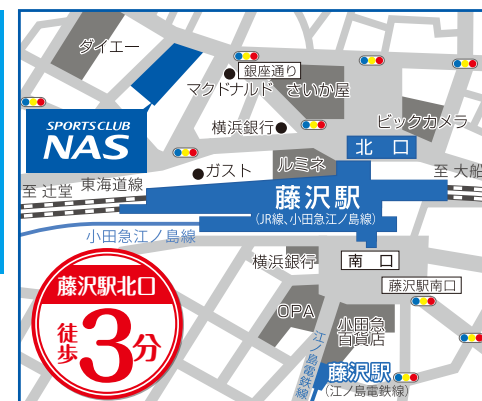 ダイエー
銀座通り
マクドナルド
さいか屋
SPORTS CLUB
NAS
横浜銀行
ビックカメラ
北口
ガスト
ルミネ
至 辻堂
東海道線
至 大船
藤沢駅
(JR線、小田急江ノ島線)
小田急江ノ島線
横浜銀行
南口
藤沢駅南口
藤沢駅北口
徒歩3分
OPA
小田急
百貨店
江ノ島電鉄線
藤沢駅
(江ノ島電鉄線)